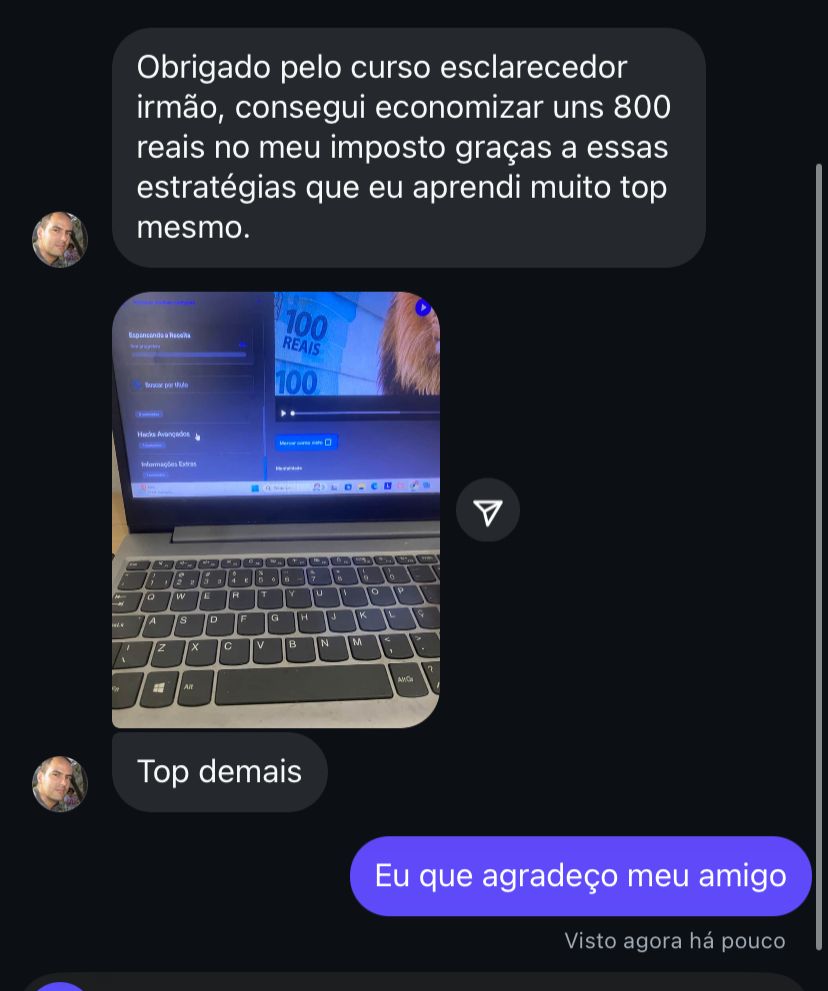 Obrigado pelo curso esclarecedor
irmão, consegui economizar uns 800
reais no meu imposto graças a essas
estratégias que eu aprendi muito top
mesmo.
Espancando a Receita
Buscar por título
Hacks Avançados
Informações Extras
100
REAIS
100
Marcar como visto
Mentalidade
Q W E R T Y U I O P
A S D F G H J K L Ç
Z X C V B N M
Alt
AltGr
Top demais
Eu que agradeço meu amigo
Visto agora há pouco